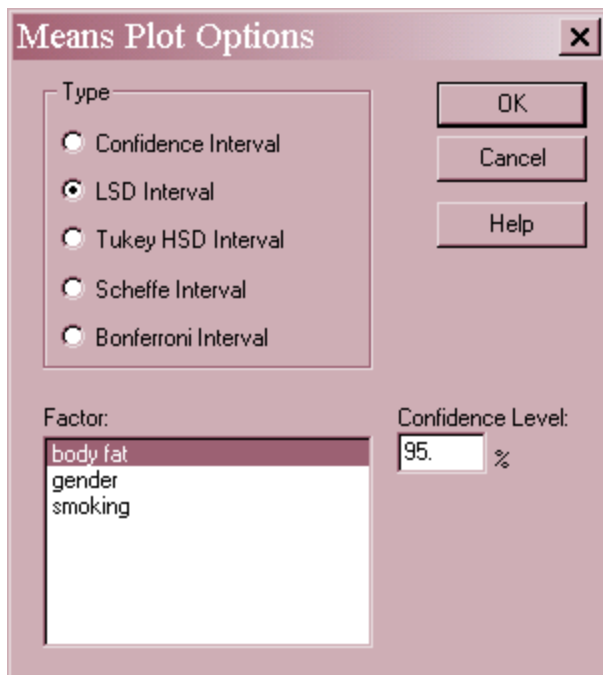 Means Plot Options
Type
Confidence Interval
LSD Interval
Tukey HSD Interval
Scheffe Interval
Bonferroni Interval
OK
Cancel
Help
Factor:
body fat
gender
smoking
Confidence Level:
95. %